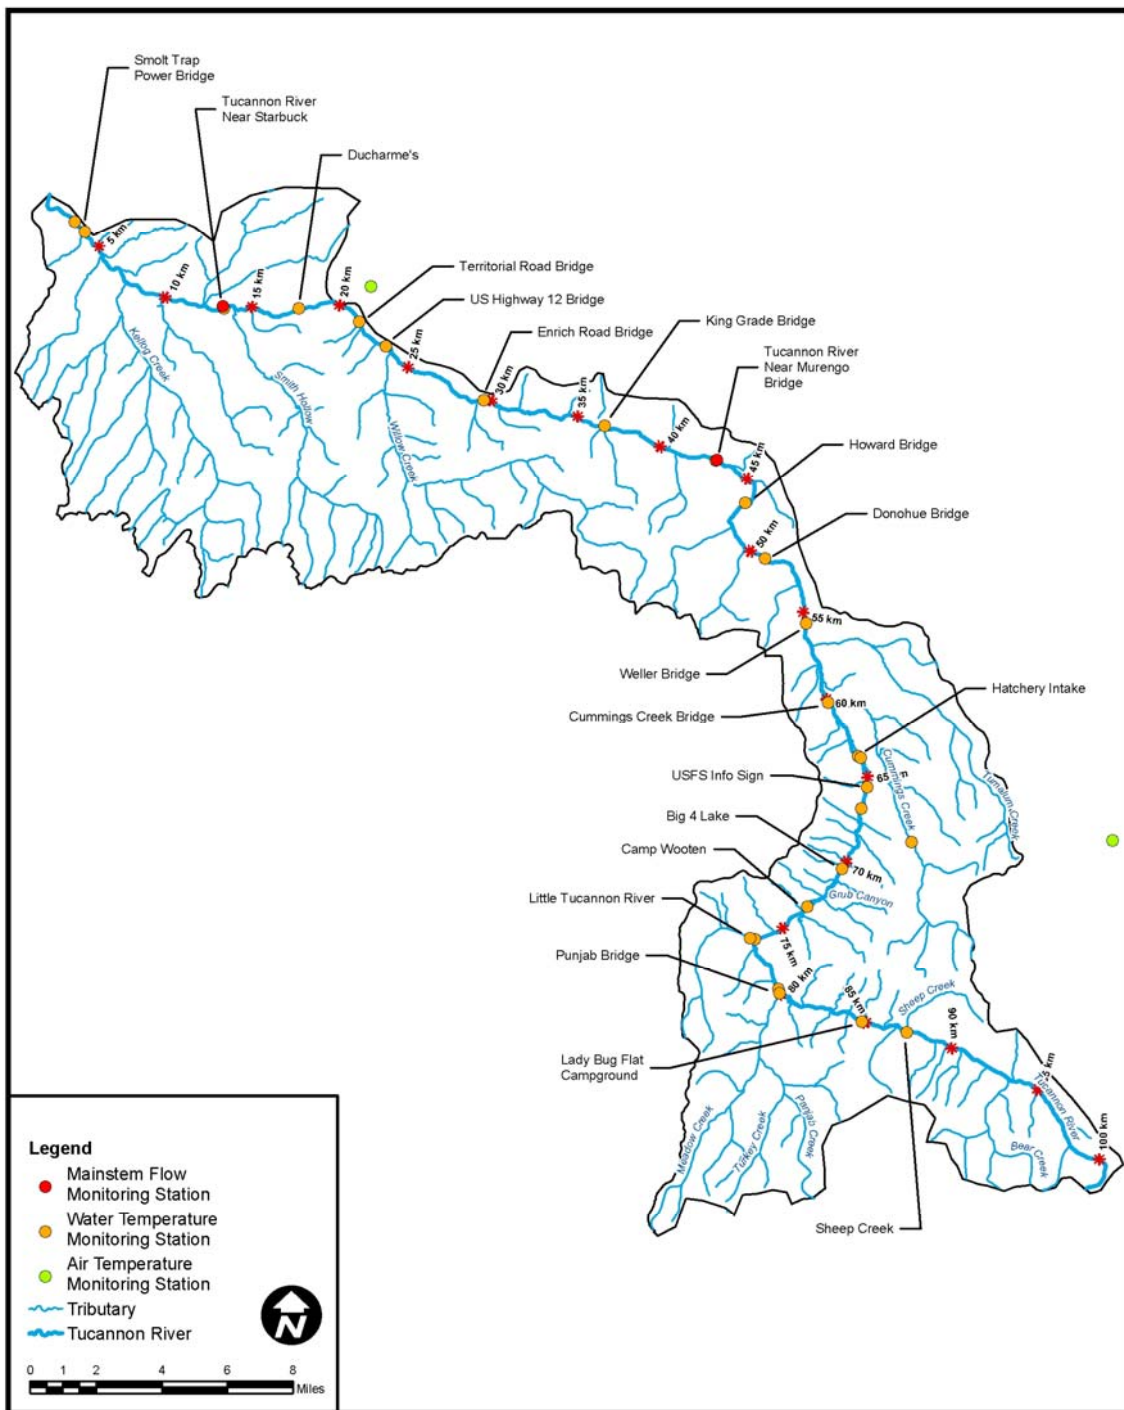 Smolt Trap
Power Bridge
Tucannon River
Near Starbuck
Ducharme's
Territorial Road Bridge
US Highway 12 Bridge
Enrich Road Bridge
King Grade Bridge
Tucannon River
Near Murengo
Bridge
Howard Bridge
Donohue Bridge
5 km
10 km
15 km
20 km
25 km
30 km
35 km
40 km
45 km
50 km
55 km
Kellog Creek
Smith Hollow
Willow Creek
Weller Bridge
Hatchery Intake
Cummings Creek Bridge
60 km
USFS Info Sign
65
Cummings Creek
Tumalum Creek
Big 4 Lake
Camp Wooten
70 km
Grub Canyon
Little Tucannon River
75 km
Punjab Bridge
80 km
85 km
Sheep Creek
90 km
Lady Bug Flat
Campground
5 km
Tucannon River
100 km
Meadow Creek
Turkey Creek
Panjab Creek
Bear Creek
Sheep Creek
Legend
Mainstem Flow
Monitoring Station
Water Temperature
Monitoring Station
Air Temperature
Monitoring Station
Tributary
Tucannon River
N
0 1 2 4 6 8
Miles